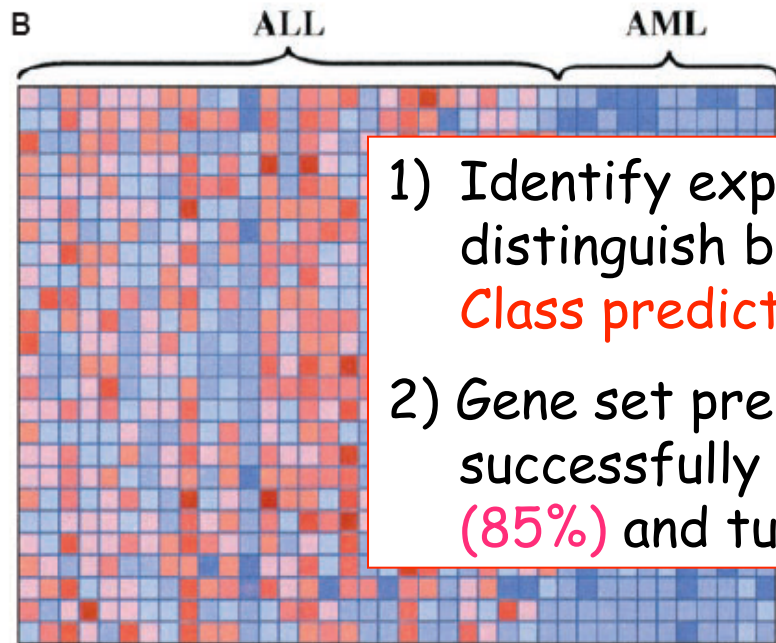 B
ALL
AML
1) Identify exp
distinguish b
Class predict
2) Gene set pre
successfully
(85%) and tu